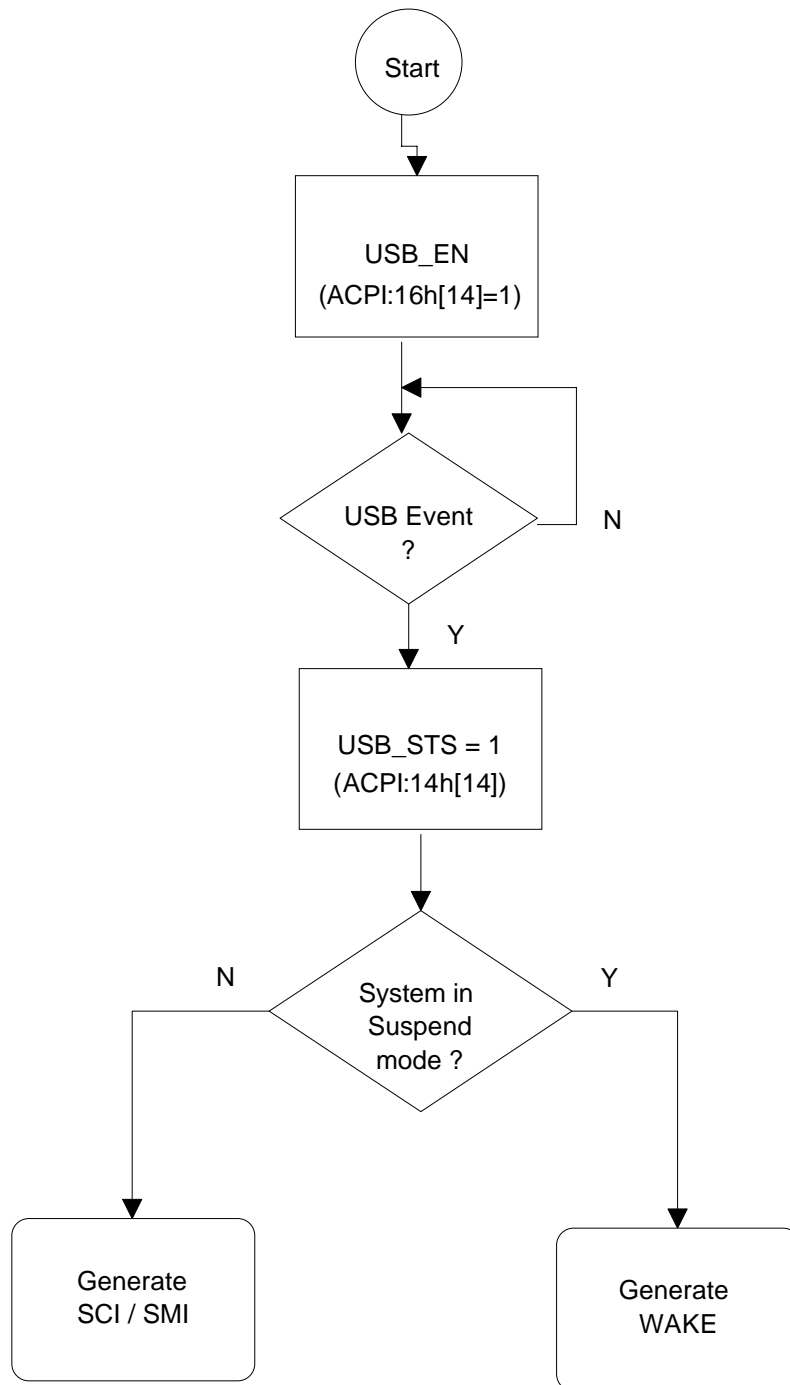 Start
USB_EN
(ACPI:16h[14]=1)
USB Event
?
N
Y
USB_STS = 1
(ACPI:14h[14])
N
Y
System in
Suspend
mode ?
Generate
SCI / SMI
Generate
WAKE